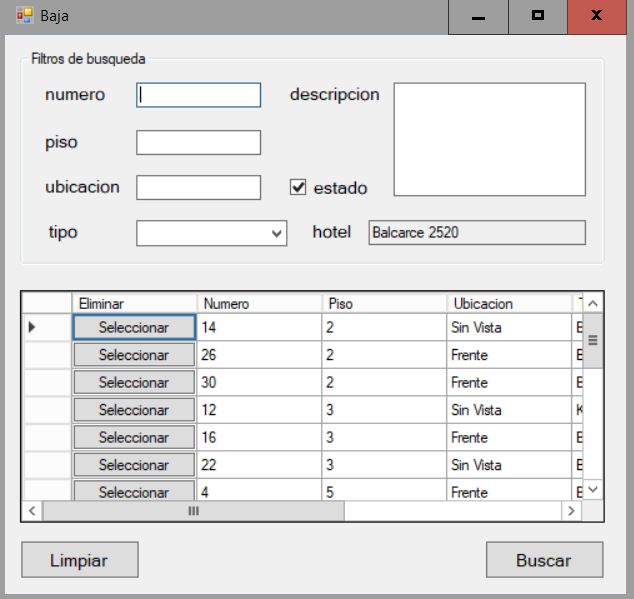 Baja
Filtros de busqueda
numero descripcion
piso
ubicacion estado
tipo hotel Balcarce 2520
Eliminar Numero Piso Ubicacion
Seleccionar 14 2 Sin Vista
Seleccionar 26 2 Frente
Seleccionar 30 2 Frente
Seleccionar 12 3 Sin Vista
Seleccionar 16 3 Frente
Seleccionar 22 3 Sin Vista
Seleccionar 4 5 Frente
Limpiar Buscar